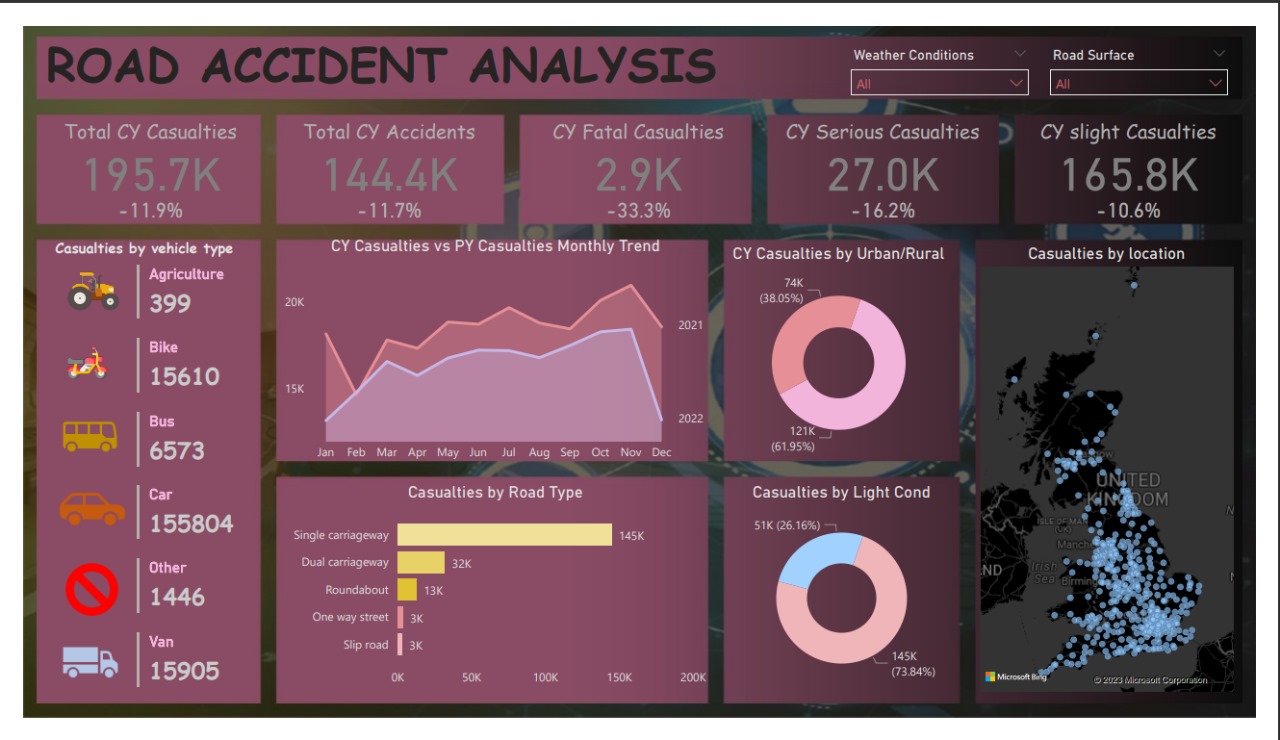 ROAD ACCIDENT ANALYSIS
Weather Conditions
All
Road Surface
All
Total CY Casualties
195.7K
-11.9%
Total CY Accidents
144.4K
-11.7%
CY Fatal Casualties
2.9K
-33.3%
CY Serious Casualties
27.0K
-16.2%
CY slight Casualties
165.8K
-10.6%
Casualties by vehicle type
Agriculture
399
Bike
15610
Bus
6573
Car
155804
Other
1446
Van
15905
CY Casualties vs PY Casualties Monthly Trend
20K
15K
2021
2022
Jan Feb Mar Apr May Jun Jul Aug Sep Oct Nov Dec
Casualties by Road Type
Single carriageway 145K
Dual carriageway 32K
Roundabout 13K
One way street 3K
Slip road 3K
0K 50K 100K 150K 200K
CY Casualties by Urban/Rural
74K
(38.05%)
121K
(61.95%)
Casualties by Light Cond
51K (26.16%)
145K
(73.84%)
Casualties by location
UNITED
KINGDOM
ISLE OF MAN
(UK)
Manche
Irish
Sea
Birming
ND
N
Microsoft Bing
© 2023 Microsoft Corporation